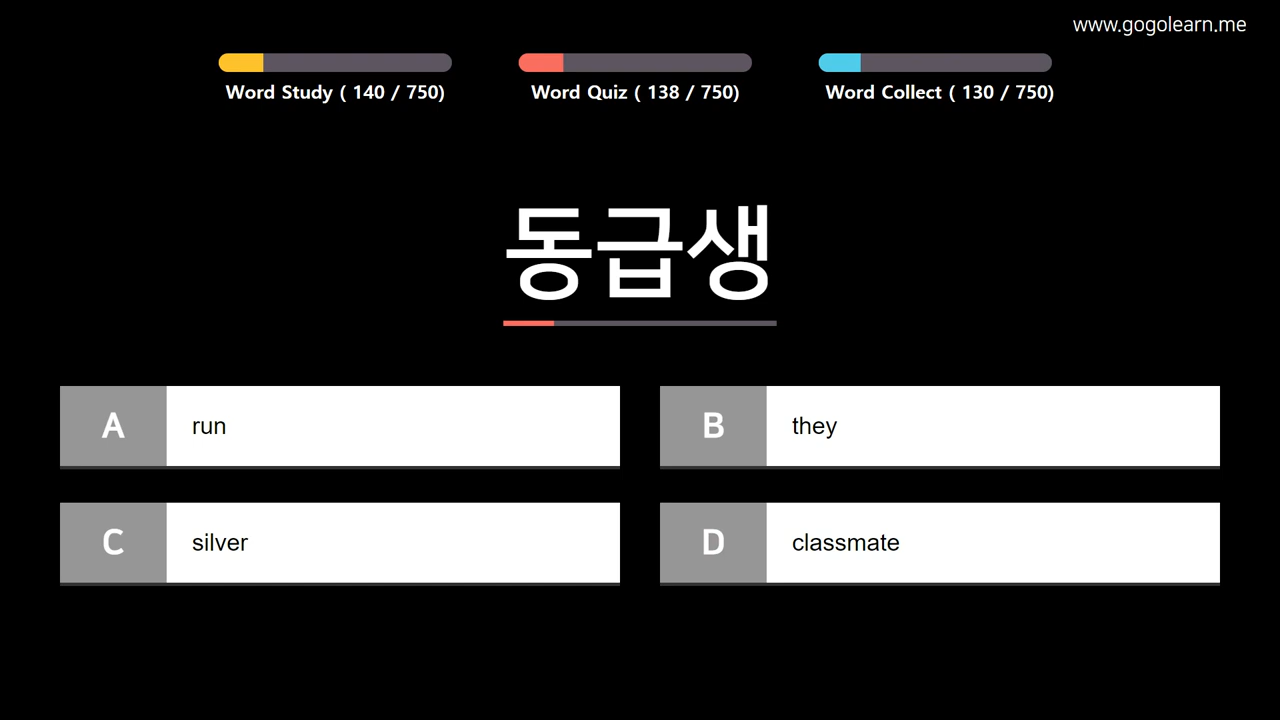 www.gogolearn.me
Word Study ( 140 / 750)
Word Quiz ( 138 / 750)
Word Collect ( 130 / 750)
동급생
A run
B they
C silver
D classmate